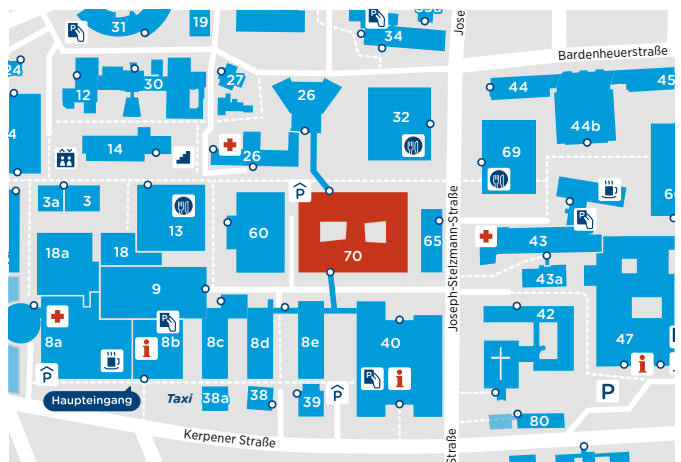 31
19
P
34
33a
Jose
Bardenheuerstraße
24
12
30
27
26
32
44
44b
45
4
14
26
69
3a
3
13
P
60
70
65
P
43
18a
18
43a
9
P
8a
8b
8c
8d
8e
40
42
47
i
P
i
i
P
P
P
Haupteingang
Taxi
38a
38
39
80
Kerpener Straße
Joseph-Stelzmann-Straße
Straße